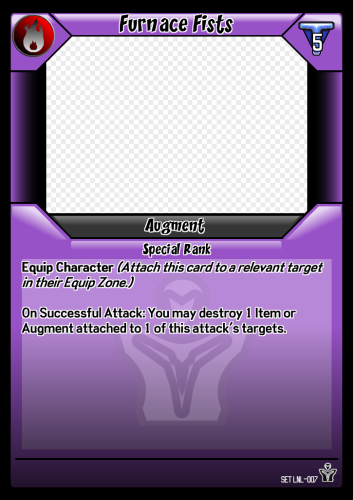 Furnace Fists
5
Augment
Special Rank
Equip Character (Attach this card to a relevant target
in their Equip Zone.)
On Successful Attack: You may destroy 1 Item or
Augment attached to 1 of this attack's targets.
SET LNL-007